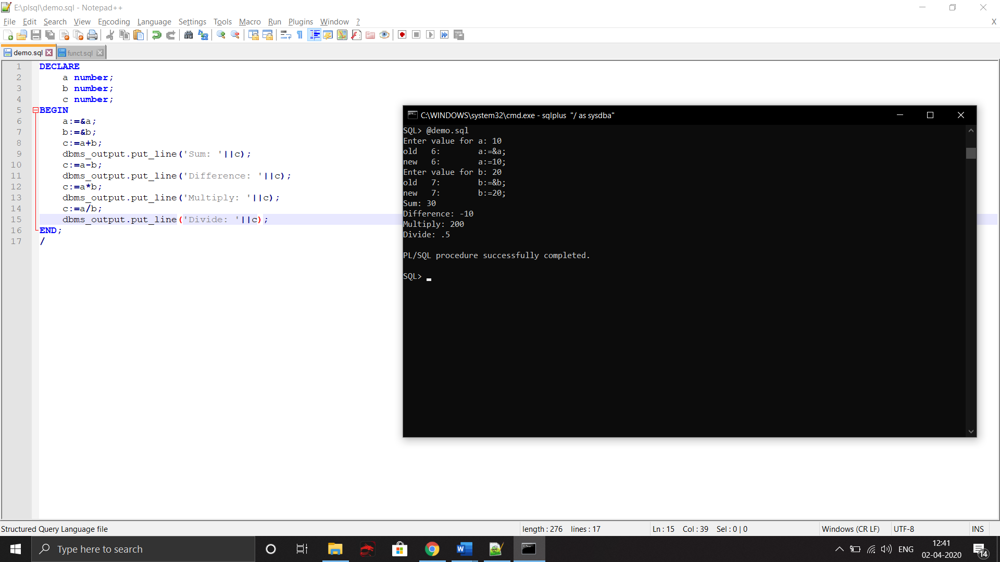 E:\plsql\demo.sql - Notepad++
File Edit Search View Encoding Language Settings Tools Macro Run Plugins Window ? X
demo.sql funct.sql
1 DECLARE
2 a number;
3 b number;
4 c number;
5 BEGIN
6 a:=&a;
7 b:=&b;
8 c:=a+b;
9 dbms_output.put_line('Sum: '||c);
10 c:=a-b;
11 dbms_output.put_line('Difference: '||c);
12 c:=a*b;
13 dbms_output.put_line('Multiply: '||c);
14 c:=a/b;
15 dbms_output.put_line('Divide: '||c);
16 END;
17 /
C:\WINDOWS\system32\cmd.exe - sqlplus "/ as sysdba"
SQL> @demo.sql
Enter value for a: 10
old 6: a:=&a;
new 6: a:=10;
Enter value for b: 20
old 7: b:=&b;
new 7: b:=20;
Sum: 30
Difference: -10
Multiply: 200
Divide: .5
PL/SQL procedure successfully completed.
SQL>
Structured Query Language file length : 276 lines : 17 Ln : 15 Col : 39 Sel : 0 | 0 Windows (CR LF) UTF-8 INS
Type here to search
ENG
12:41
02-04-2020
14